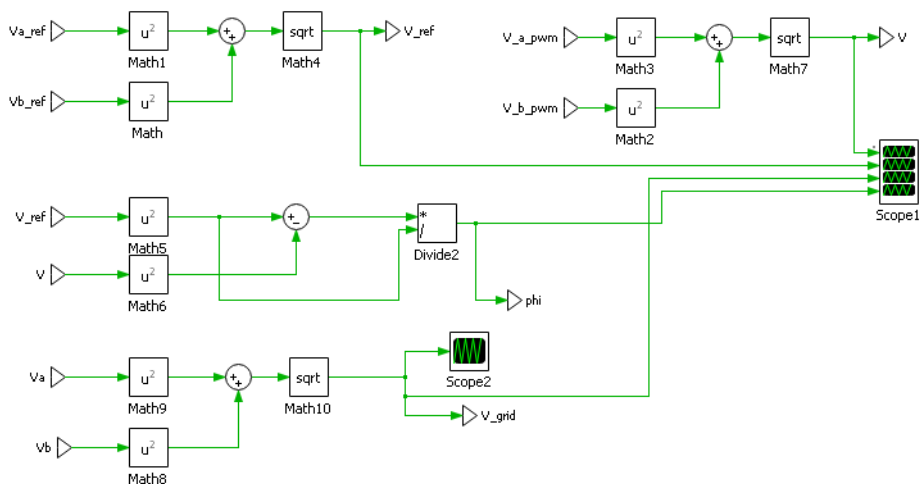 Va_ref
u²
Math1
+
+
sqrt
Math4
V_ref
Vb_ref
u²
Math
V_a_pwm
u²
Math3
+
+
sqrt
Math7
V
V_b_pwm
u²
Math2
Scope1
V_ref
u²
Math5
+
-
*
/
Divide2
V
u²
Math6
phi
Va
u²
Math9
+
+
sqrt
Math10
Scope2
V_grid
Vb
u²
Math8